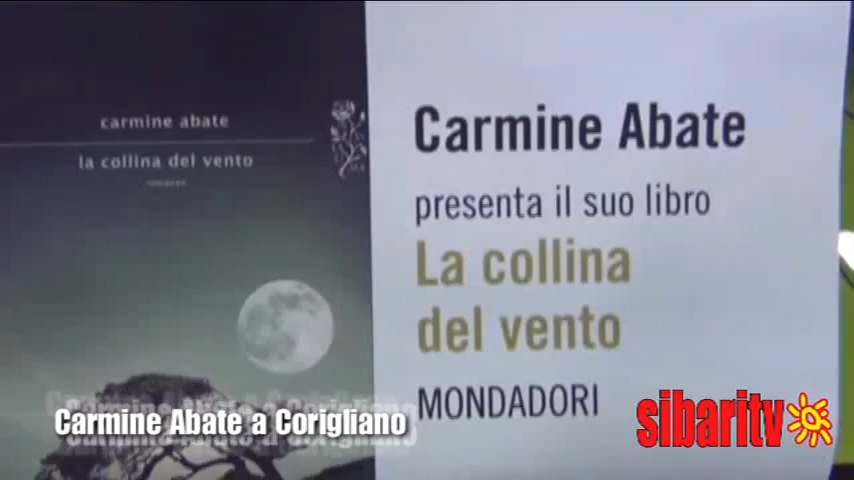 carmine abate
la collina del vento
romanzo
Carmine Abate
presenta il suo libro
La collina
del vento
MONDADORI
Carmine Abate a Corigliano
sibaritv